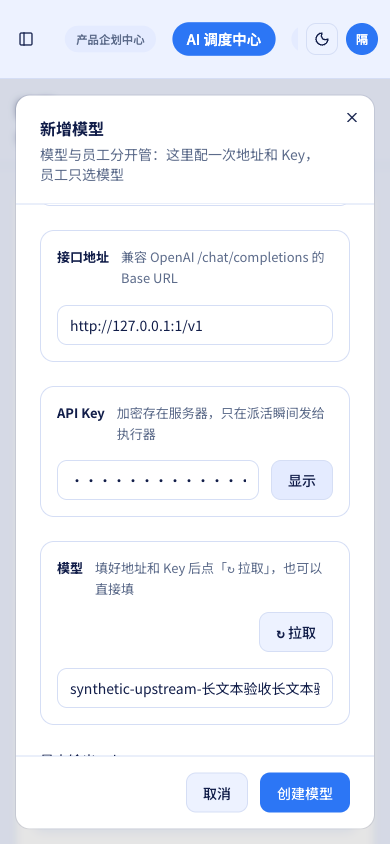 产品企划中心
AI 调度中心
隔
新增模型
模型与员工分开管：这里配一次地址和 Key，
员工只选模型
接口地址 兼容 OpenAI /chat/completions 的
Base URL
http://127.0.0.1:1/v1
API Key 加密存在服务器，只在派活瞬间发给
执行器
显示
模型 填好地址和 Key 后点「↻ 拉取」，也可以
直接填
↻ 拉取
synthetic-upstream-长文本验收长文本验
取消
创建模型